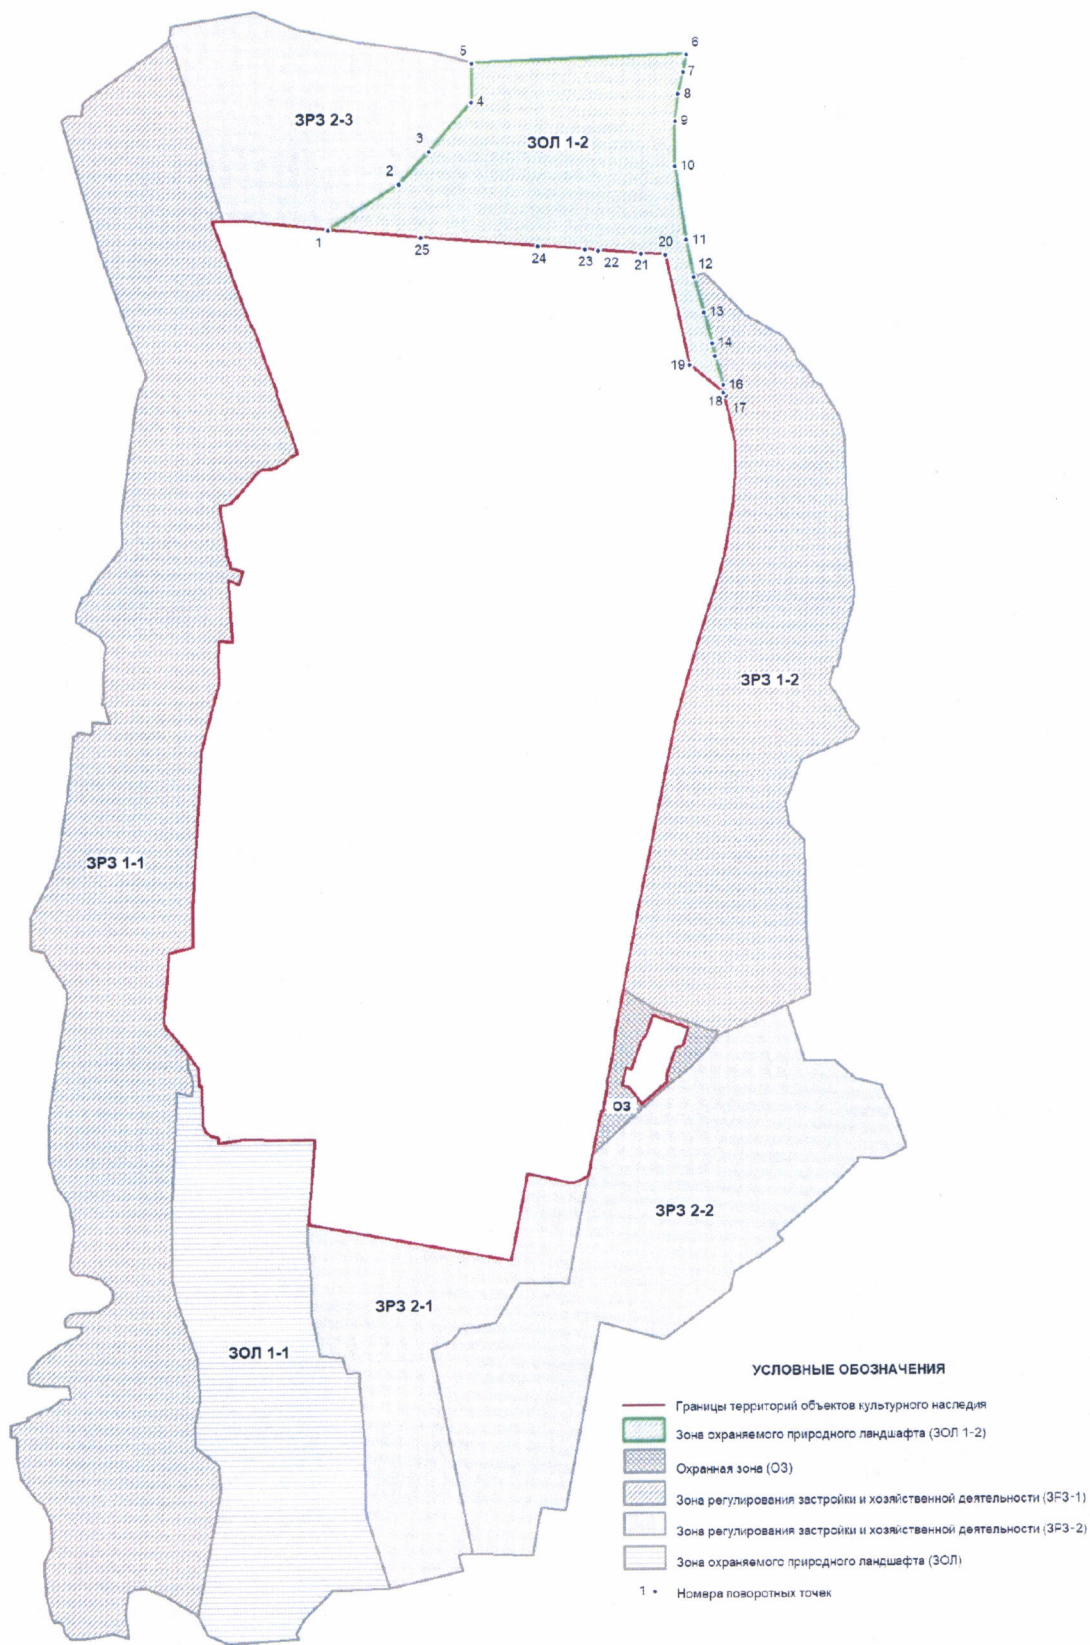 6
5
7
8
4
9
ЗРЗ 2-3
ЗОЛ 1-2
3
10
2
1
25
24
23
22
21
20
11
12
13
14
19
16
18
17
ЗРЗ 1-2
ЗРЗ 1-1
ОЗ
ЗРЗ 2-2
ЗРЗ 2-1
ЗОЛ 1-1
УСЛОВНЫЕ ОБОЗНАЧЕНИЯ
Границы территорий объектов культурного наследия
Зона охраняемого природного ландшафта (ЗОЛ 1-2)
Охранная зона (ОЗ)
Зона регулирования застройки и хозяйственной деятельности (ЗРЗ-1)
Зона регулирования застройки и хозяйственной деятельности (ЗРЗ-2)
Зона охраняемого природного ландшафта (ЗОЛ)
1 • Номера поворотных точек